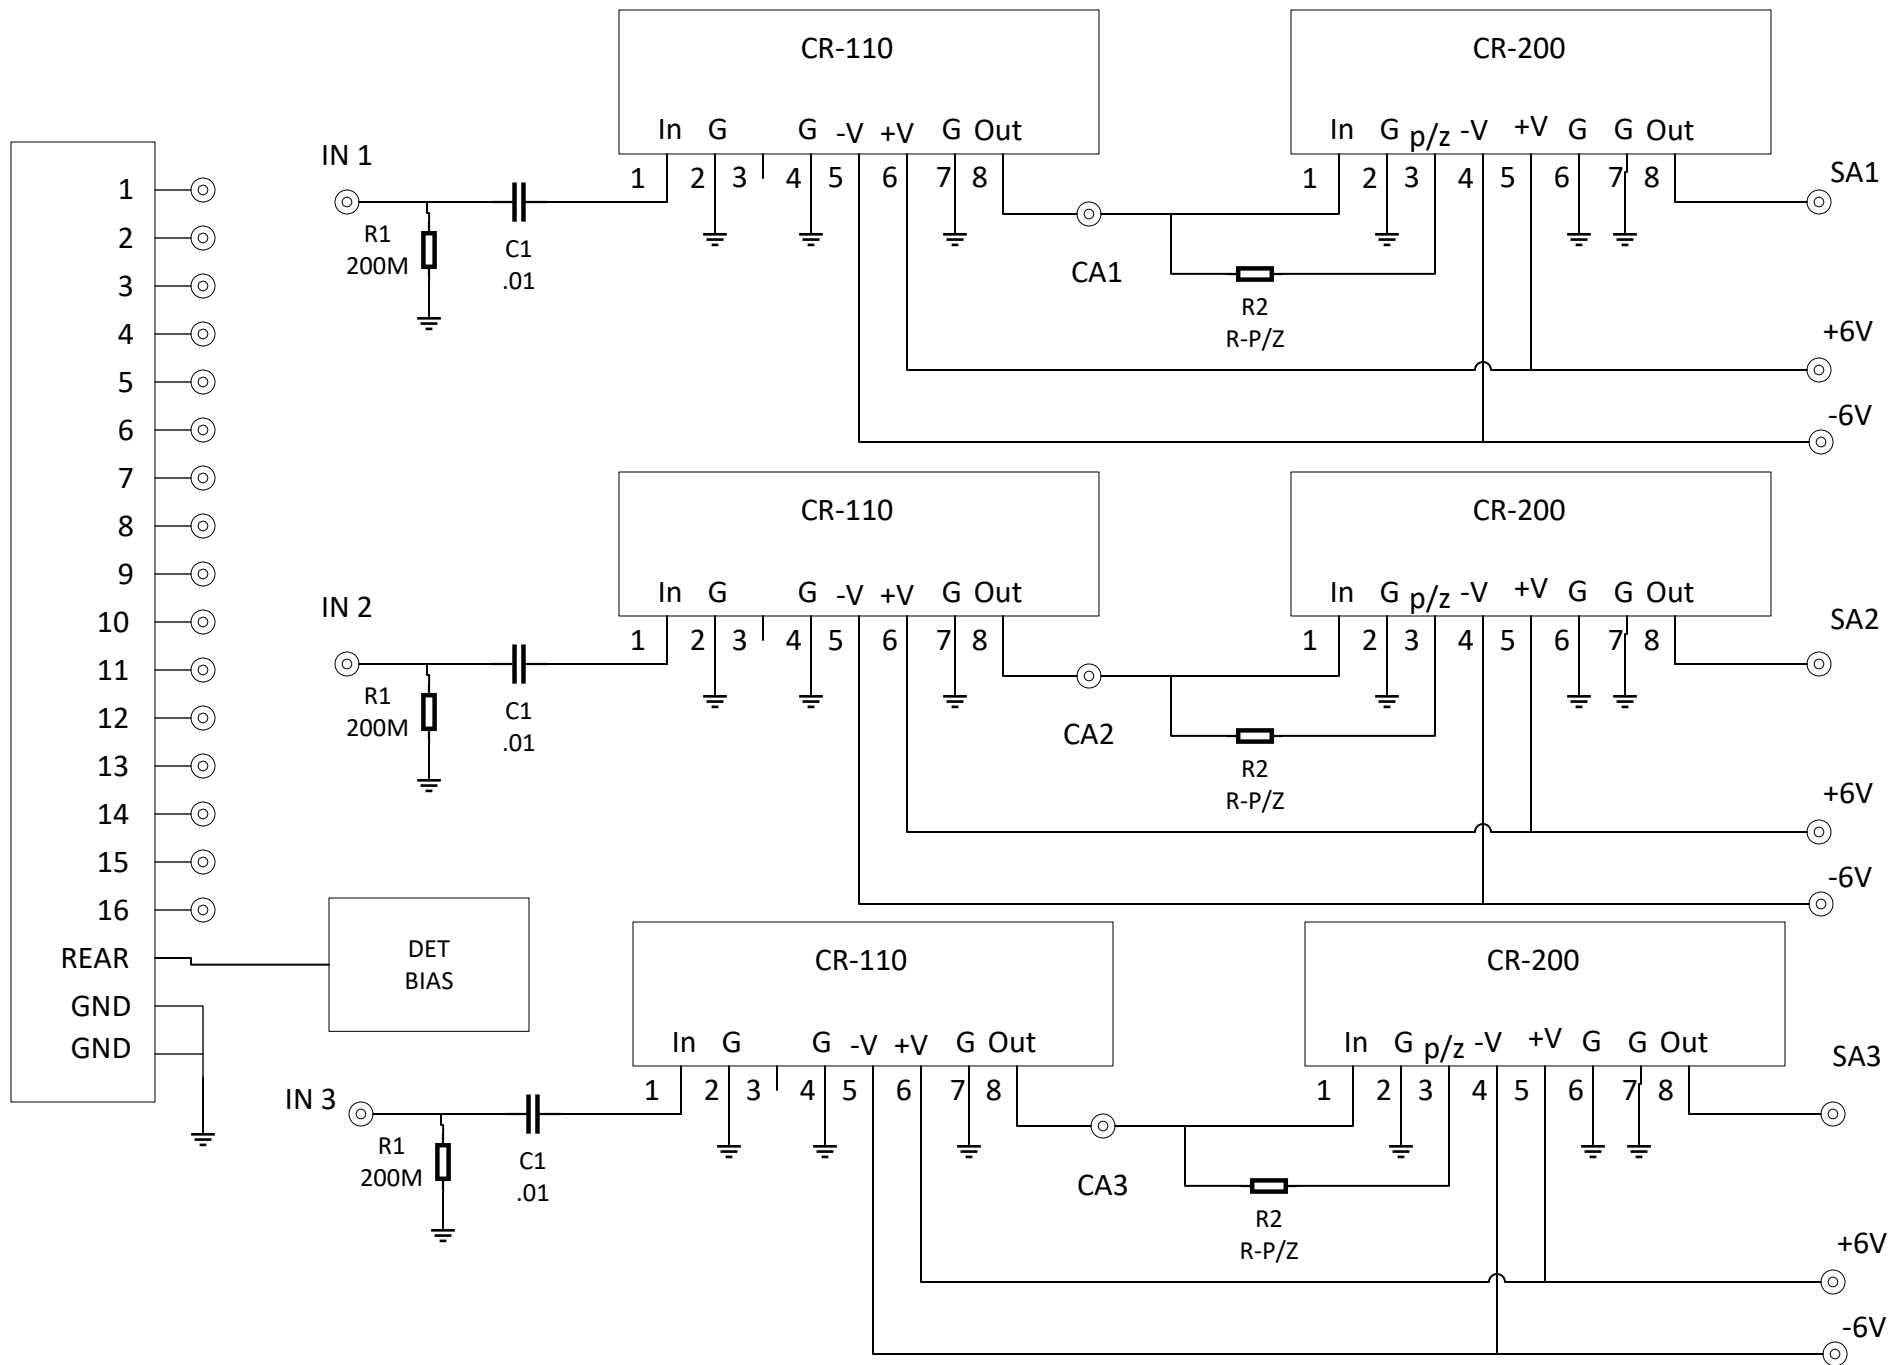 1
2
3
4
5
6
7
8
9
10
11
12
13
14
15
16
REAR
GND
GND
DET
BIAS
IN 1
R1
200M
C1
.01
CR-110
In G G -V +V G Out
1 2 3 4 5 6 7 8
CA1
R2
R-P/Z
CR-200
In G p/z -V +V G G Out
1 2 3 4 5 6 7 8
SA1
+6V
-6V
IN 2
R1
200M
C1
.01
CR-110
In G G -V +V G Out
1 2 3 4 5 6 7 8
CA2
R2
R-P/Z
CR-200
In G p/z -V +V G G Out
1 2 3 4 5 6 7 8
SA2
+6V
-6V
IN 3
R1
200M
C1
.01
CR-110
In G G -V +V G Out
1 2 3 4 5 6 7 8
CA3
R2
R-P/Z
CR-200
In G p/z -V +V G G Out
1 2 3 4 5 6 7 8
SA3
+6V
-6V